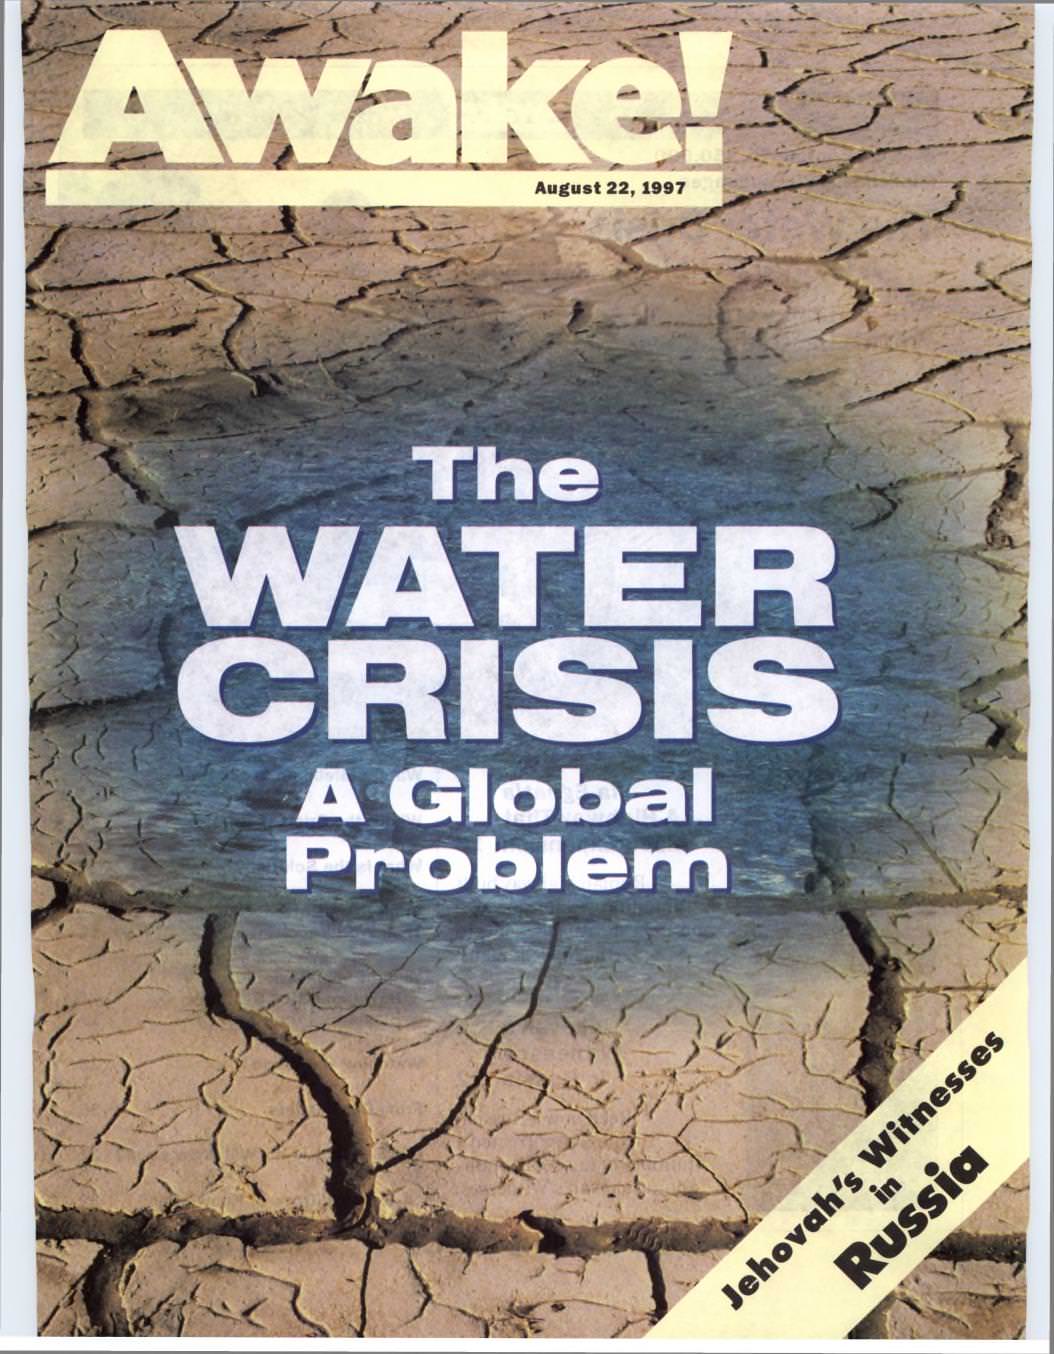 Awake!
August 22, 1997
The
WATER
CRISIS
A Global
Problem
Jehovah's Witnesses
in
Russia